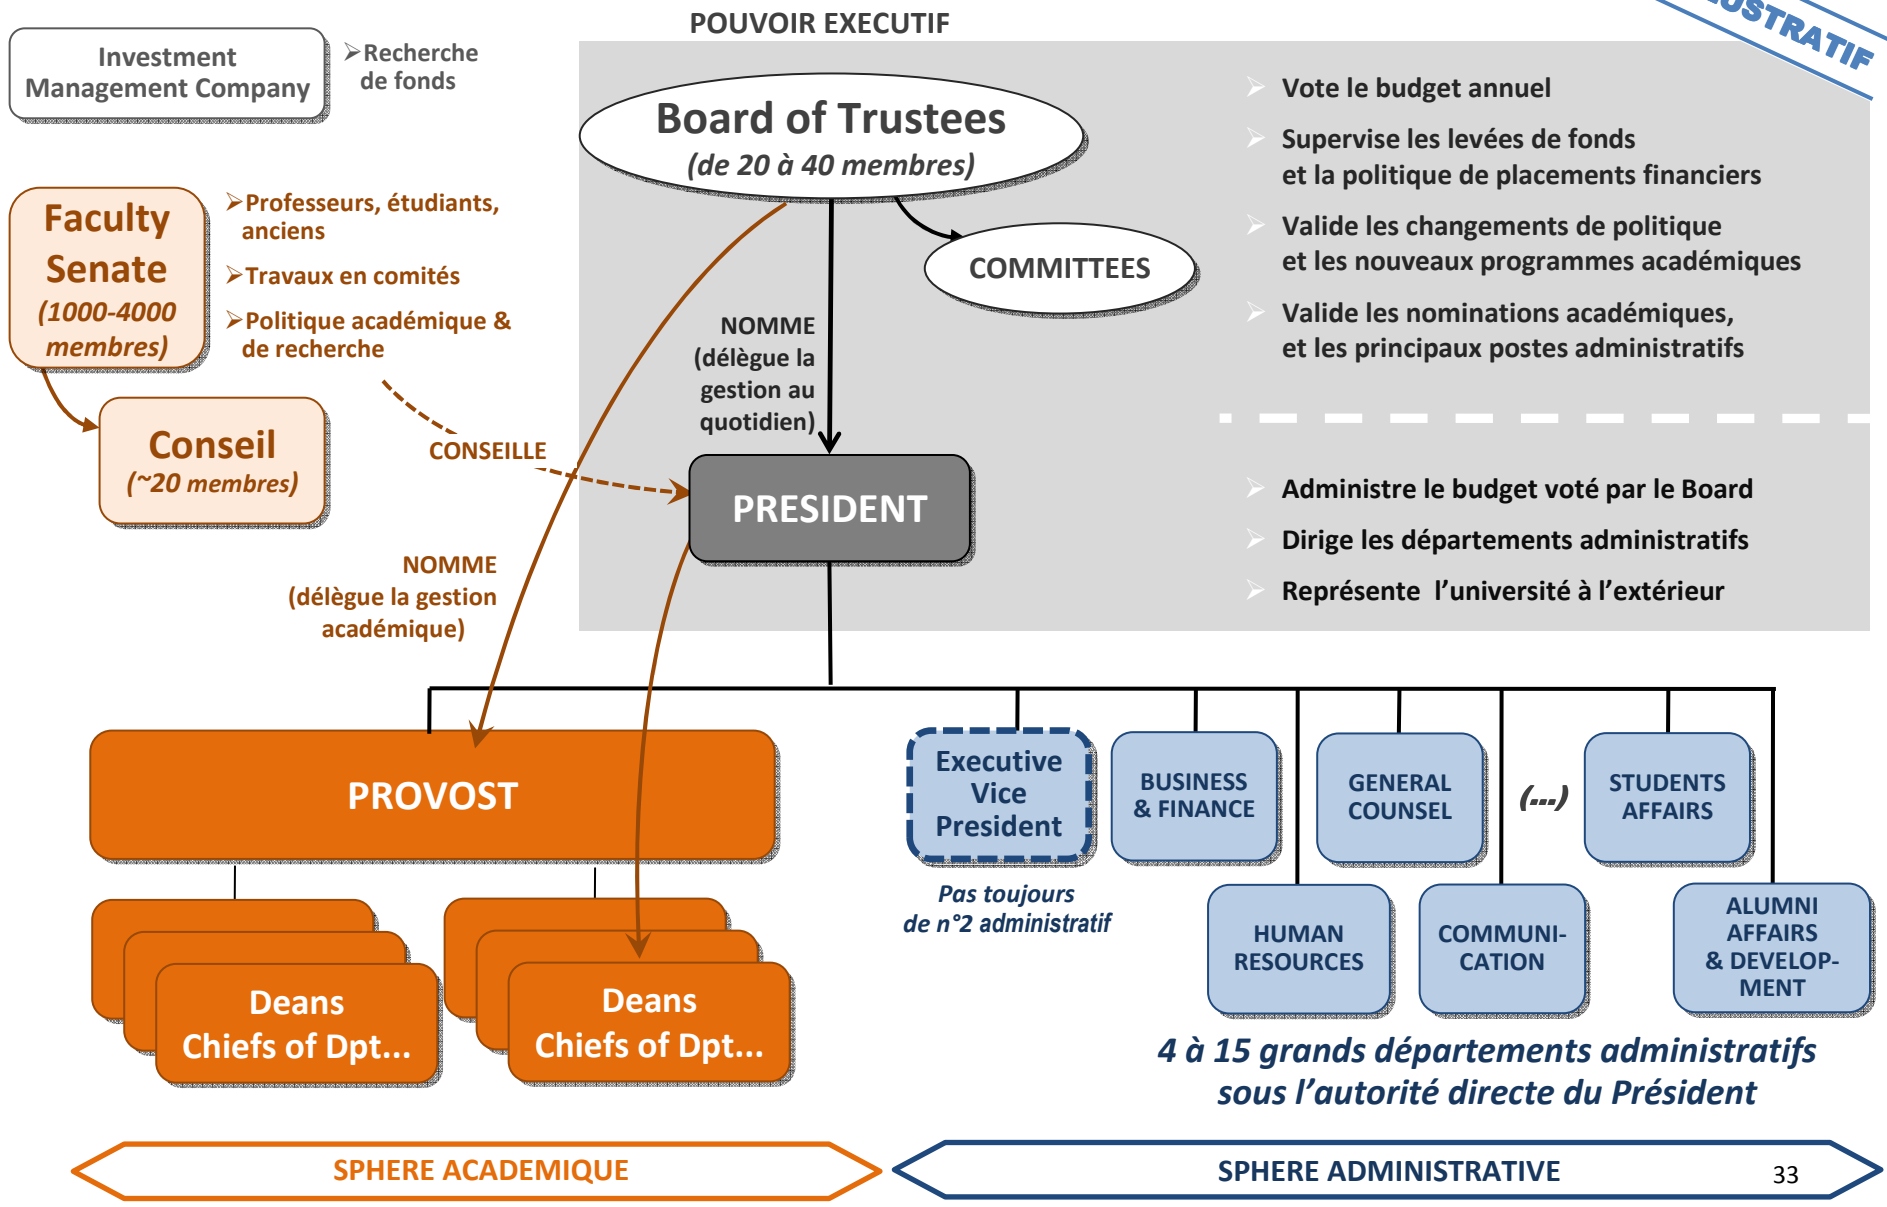 POUVOIR EXECUTIF
Investment
Management Company
➢Recherche
de fonds
Board of Trustees
(de 20 à 40 membres)
➢ Vote le budget annuel
➢ Supervise les levées de fonds
et la politique de placements financiers
➢ Valide les changements de politique
et les nouveaux programmes académiques
➢ Valide les nominations académiques,
et les principaux postes administratifs
Faculty
Senate
(1000-4000
membres)
➢Professeurs, étudiants,
anciens
➢Travaux en comités
➢Politique académique &
de recherche
COMMITTEES
NOMME
(délègue la
gestion au
quotidien)
Conseil
(~20 membres)
CONSEILLE
PRESIDENT
➢ Administre le budget voté par le Board
➢ Dirige les départements administratifs
➢ Représente l’université à l’extérieur
NOMME
(délègue la gestion
académique)
PROVOST
Executive
Vice
President
BUSINESS
& FINANCE
GENERAL
COUNSEL
(...)
STUDENTS
AFFAIRS
Pas toujours
de n°2 administratif
HUMAN
RESOURCES
COMMUNI-
CATION
ALUMNI
AFFAIRS
& DEVELOP-
MENT
Deans
Chiefs of Dpt...
Deans
Chiefs of Dpt...
4 à 15 grands départements administratifs
sous l’autorité directe du Président
SPHERE ACADEMIQUE
SPHERE ADMINISTRATIVE
33